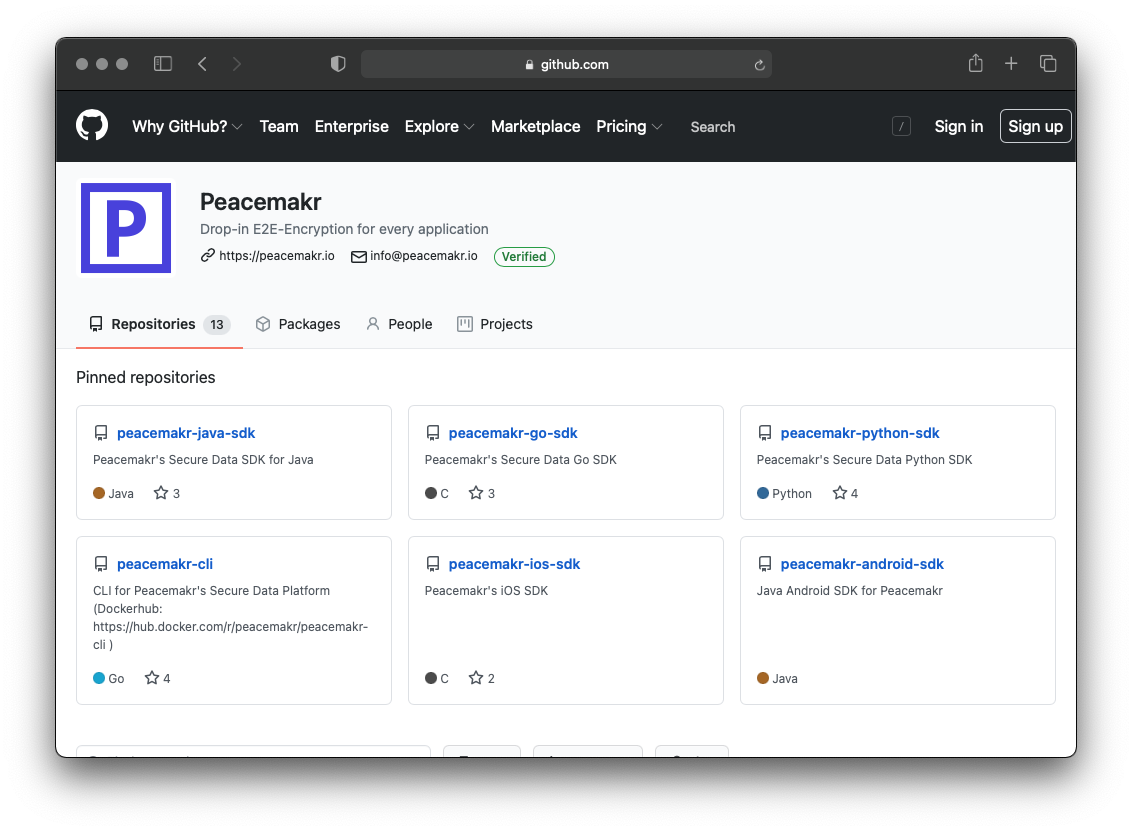 github.com
Why GitHub? Team Enterprise Explore Marketplace Pricing Search / Sign in Sign up
P
Peacemakr
Drop-in E2E-Encryption for every application
https://peacemakr.io info@peacemakr.io Verified
Repositories 13 Packages People Projects
Pinned repositories
peacemakr-java-sdk
Peacemakr's Secure Data SDK for Java
Java 3
peacemakr-go-sdk
Peacemakr's Secure Data Go SDK
C 3
peacemakr-python-sdk
Peacemakr's Secure Data Python SDK
Python 4
peacemakr-cli
CLI for Peacemakr's Secure Data Platform
(Dockerhub:
https://hub.docker.com/r/peacemakr/peacemakr-
cli )
Go 4
peacemakr-ios-sdk
Peacemakr's iOS SDK
C 2
peacemakr-android-sdk
Java Android SDK for Peacemakr
Java